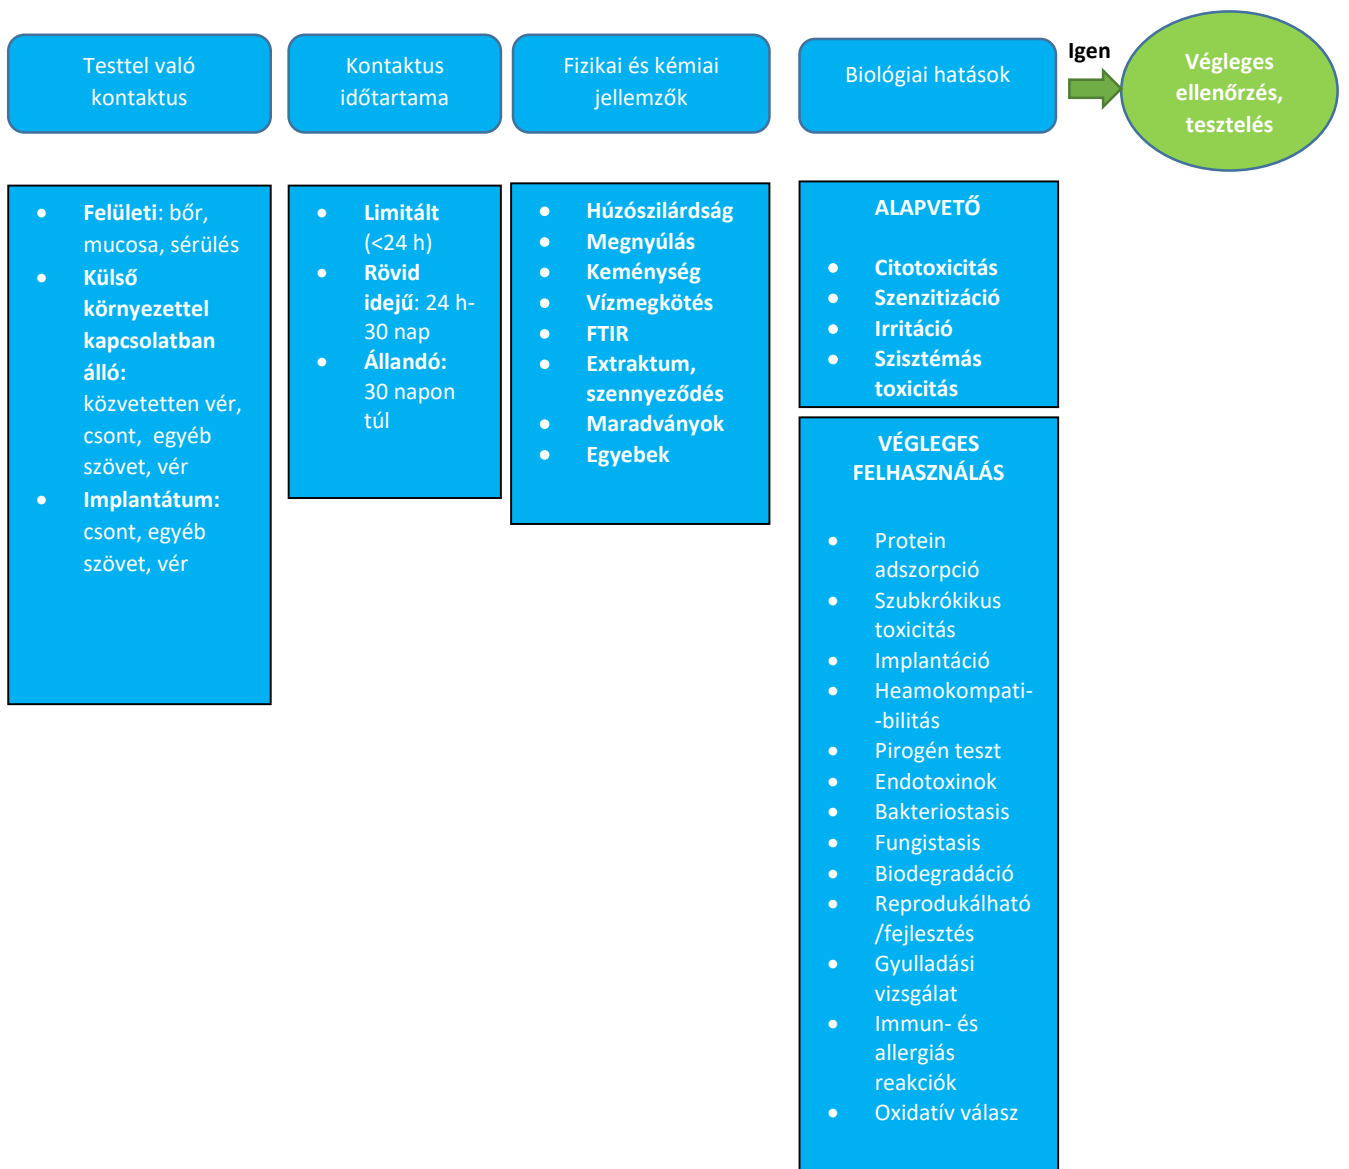 Testtel való
kontaktus
Kontaktus
időtartama
Fizikai és kémiai
jellemzők
Biológiai hatások
Igen
Végleges
ellenőrzés,
tesztelés
• Felületi: bőr,
mucosa, sérülés
• Külső
környezettel
kapcsolatban
álló:
közvetetten vér,
csont, egyéb
szövet, vér
• Implantátum:
csont, egyéb
szövet, vér
• Limitált
(<24 h)
• Rövid
idejű: 24 h-
30 nap
• Állandó:
30 napon
túl
• Húzószilárdság
• Megnyúlás
• Keménység
• Vízmegkötés
• FTIR
• Extraktum,
szennyeződés
• Maradványok
• Egyebek
ALAPVETŐ
• Citotoxicitás
• Szenzitizáció
• Irritáció
• Szisztémás
toxicitás
VÉGLEGES
FELHASZNÁLÁS
• Protein
adszorpció
• Szubkrókikus
toxicitás
• Implantáció
• Heamokompati-
-bilitás
• Pirogén teszt
• Endotoxinok
• Bakteriostasis
• Fungistasis
• Biodegradáció
• Reprodukálható
/fejlesztés
• Gyulladási
vizsgálat
• Immun- és
allergiás
reakciók
• Oxidatív válasz